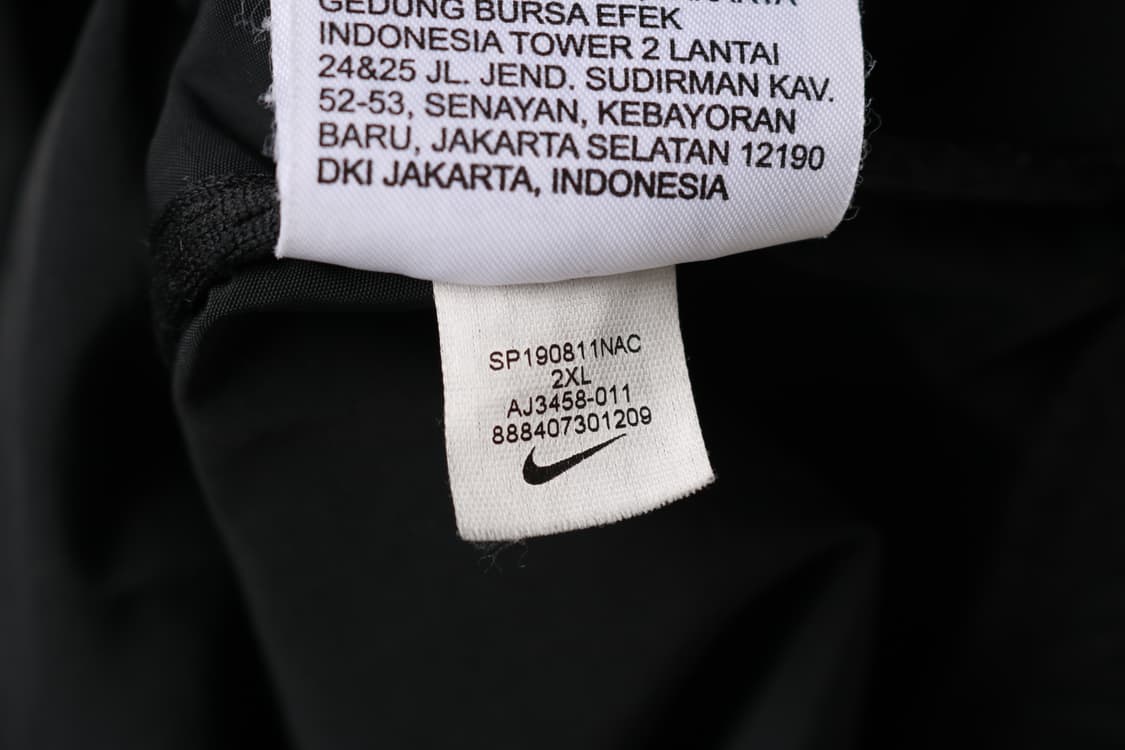 GEDUNG BURSA EFEK
INDONESIA TOWER 2 LANTAI
24&25 JL. JEND. SUDIRMAN KAV.
52-53, SENAYAN, KEBAYORAN
BARU, JAKARTA SELATAN 12190
DKI JAKARTA, INDONESIA
SP190811NAC
2XL
AJ3458-011
888407301209